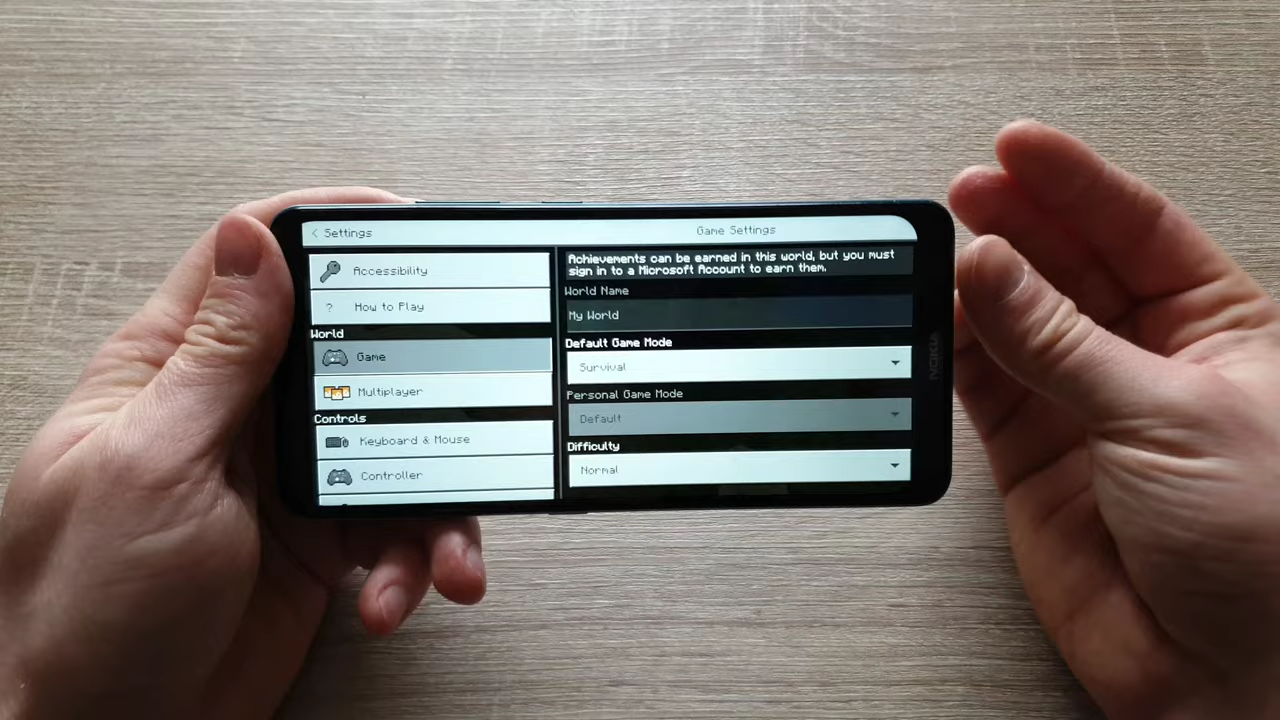 < Settings
Game Settings
Accessibility
? How to Play
World
Game
Multiplayer
Controls
Keyboard & Mouse
Controller
Achievements can be earned in this world, but you must
sign in to a Microsoft Account to earn them.
World Name
My World
Default Game Mode
Survival
Personal Game Mode
Default
Difficulty
Normal
NOKIA